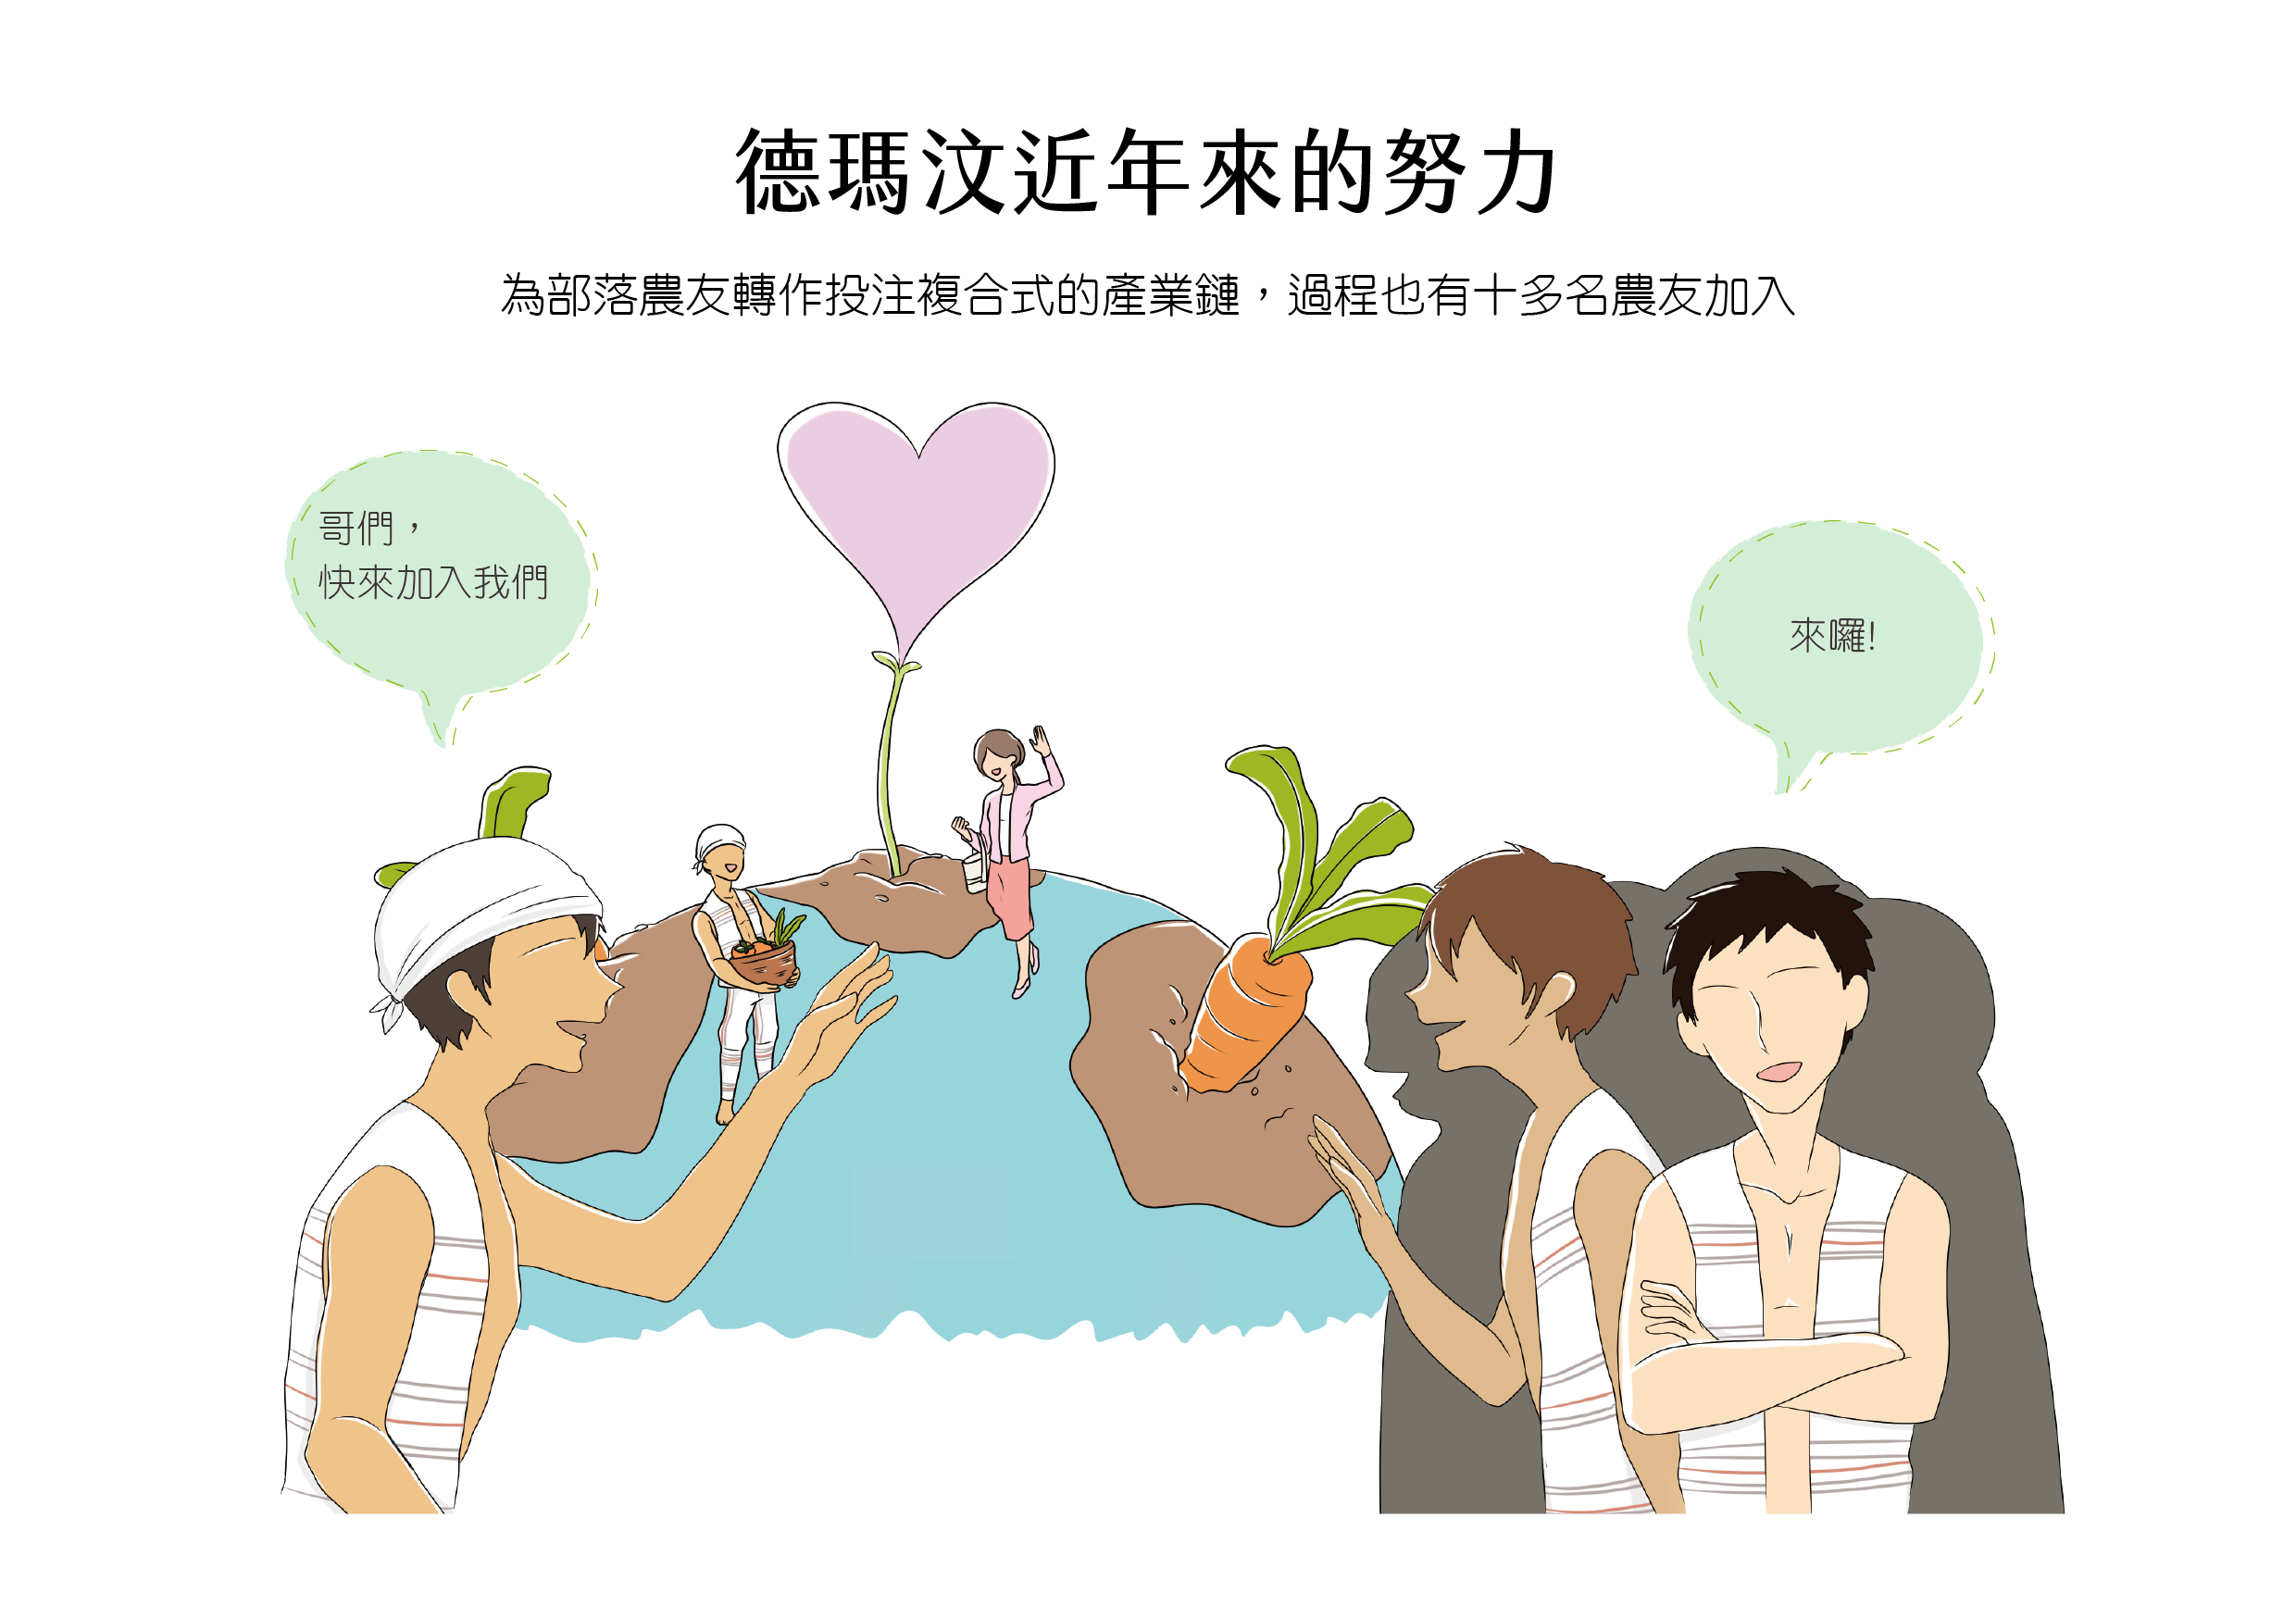 德瑪汶近年來的努力
為部落農友轉作投注複合式的產業鏈，過程也有十多名農友加入
哥們，
快來加入我們
來囉!